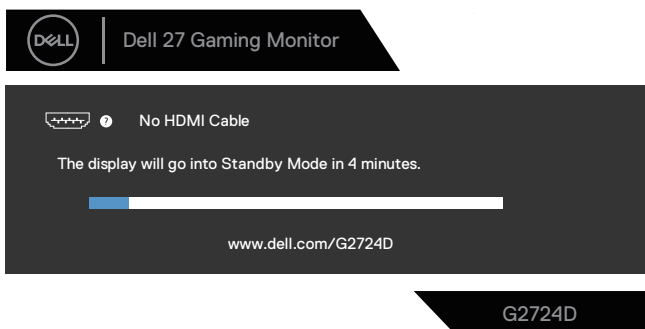 DELL
Dell 27 Gaming Monitor
? No HDMI Cable
The display will go into Standby Mode in 4 minutes.
www.dell.com/G2724D
G2724D